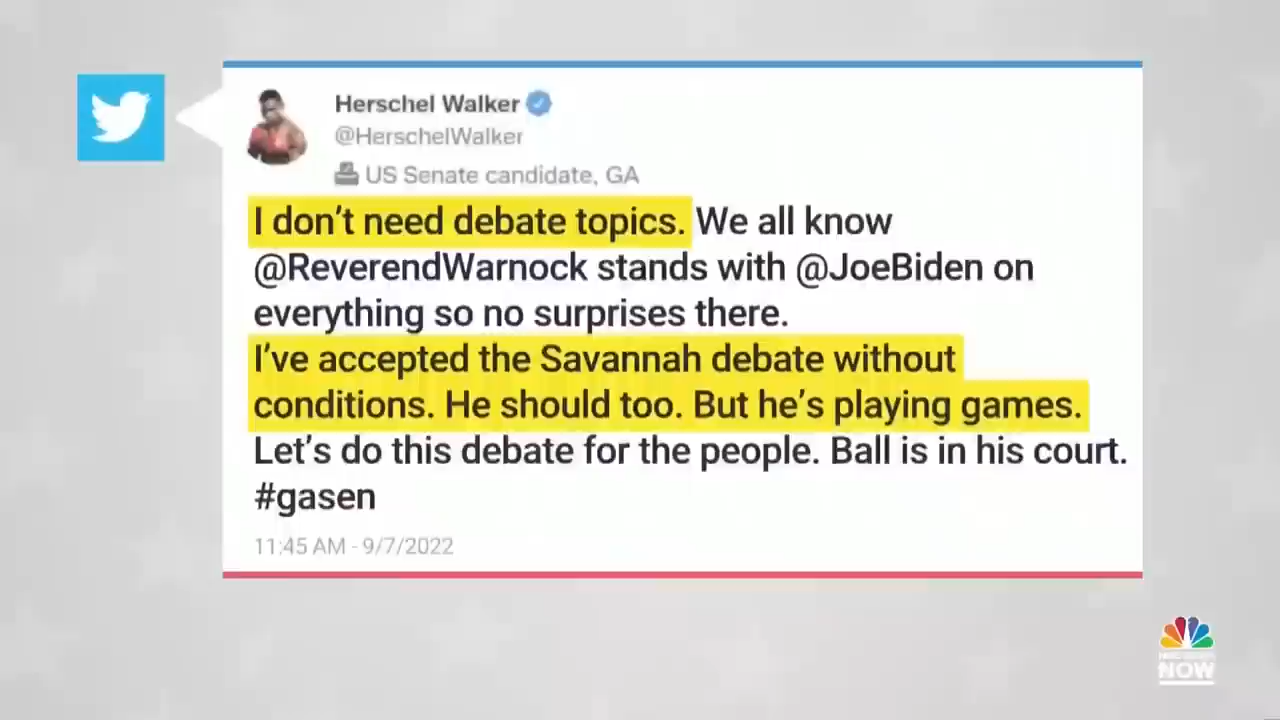 Herschel Walker
@HerschelWalker
US Senate candidate, GA
I don't need debate topics. We all know
@ReverendWarnock stands with @JoeBiden on
everything so no surprises there.
I've accepted the Savannah debate without
conditions. He should too. But he's playing games.
Let's do this debate for the people. Ball is in his court.
#gasen
11:45 AM - 9/7/2022
NOW